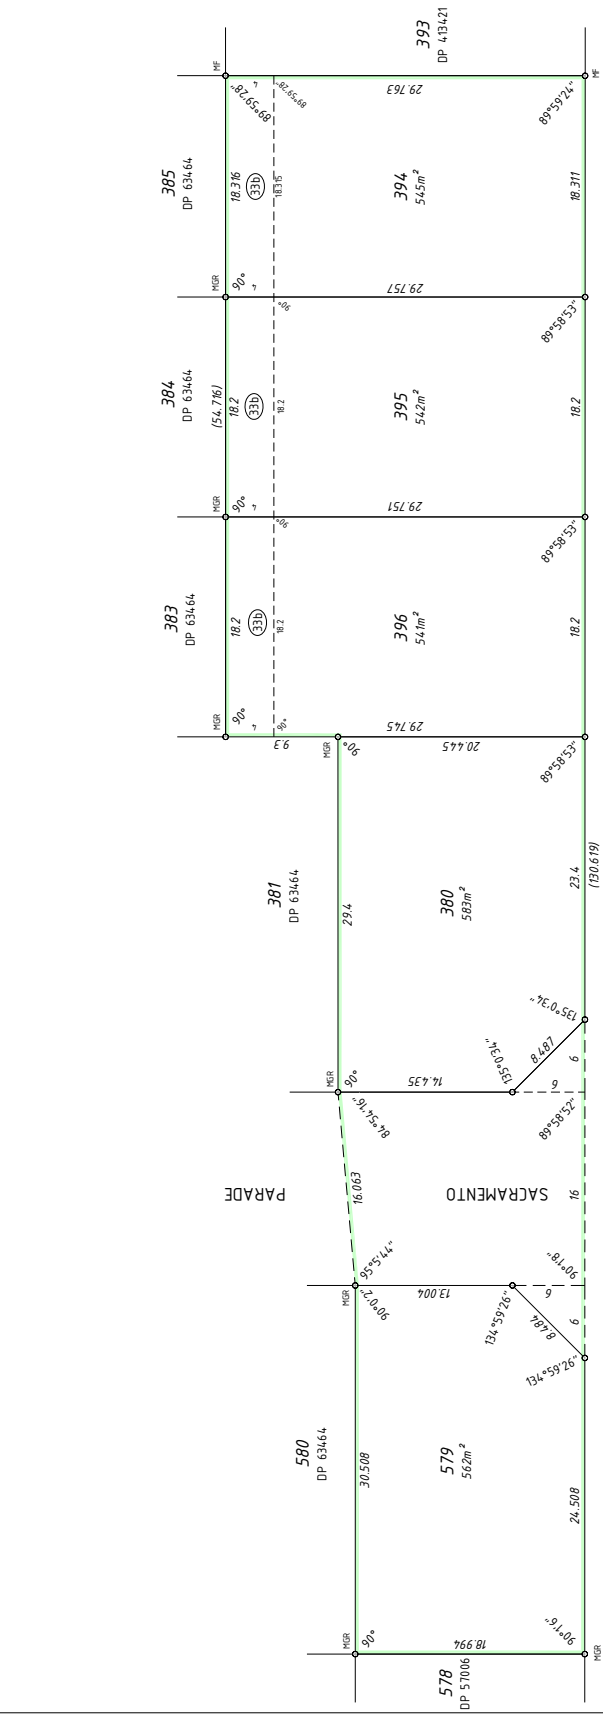 393
DP 413421
MF
MF
89°59'28"
4
89°59'28"
29.763
89°59'24"
385
DP 63464
18.316
33b
18.315
394
545m²
18.311
MGR
90°
4
90°
29.757
89°58'53"
384
DP 63464
(54.716)
18.2
33b
18.2
395
542m²
18.2
MGR
90°
4
90°
29.751
89°58'53"
383
DP 63464
18.2
33b
18.2
396
541m²
18.2
MGR
90°
4
90°
9.3
MGR
90°
29.745
20.445
89°58'53"
381
DP 63464
29.4
380
583m²
23.4
(130.619)
135°0'34"
8.487
6
135°0'34"
MGR
90°
84°54'16"
14.435
6
89°58'52"
PARADE
16.063
SACRAMENTO
16
95°5'44"
MGR
90°0'2"
13.004
134°59'26"
6
90°1'8"
8.484
6
134°59'26"
580
DP 63464
30.508
579
562m²
24.508
MGR
90°
18.994
90°1'6"
MGR
578
DP 57006